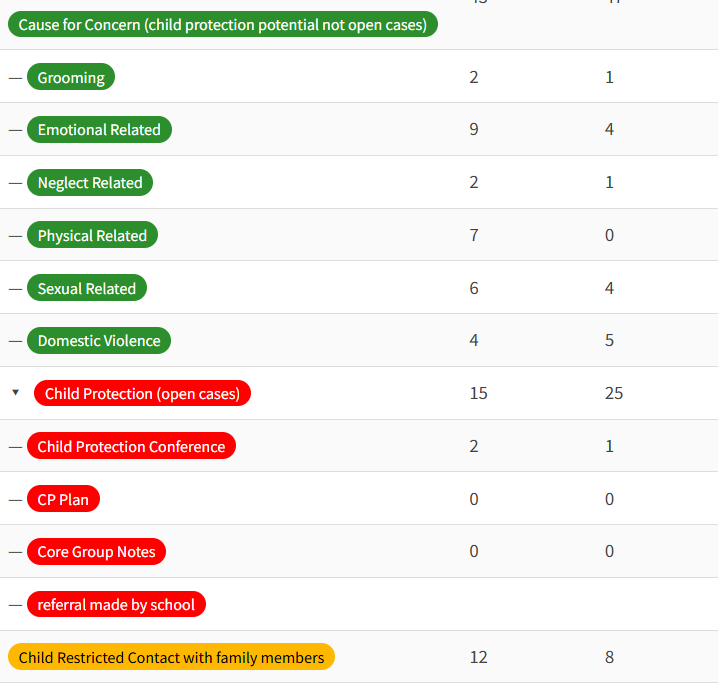 Cause for Concern (child protection potential not open cases)
— Grooming 2 1
— Emotional Related 9 4
— Neglect Related 2 1
— Physical Related 7 0
— Sexual Related 6 4
— Domestic Violence 4 5
▼ Child Protection (open cases) 15 25
— Child Protection Conference 2 1
— CP Plan 0 0
— Core Group Notes 0 0
— referral made by school
Child Restricted Contact with family members 12 8